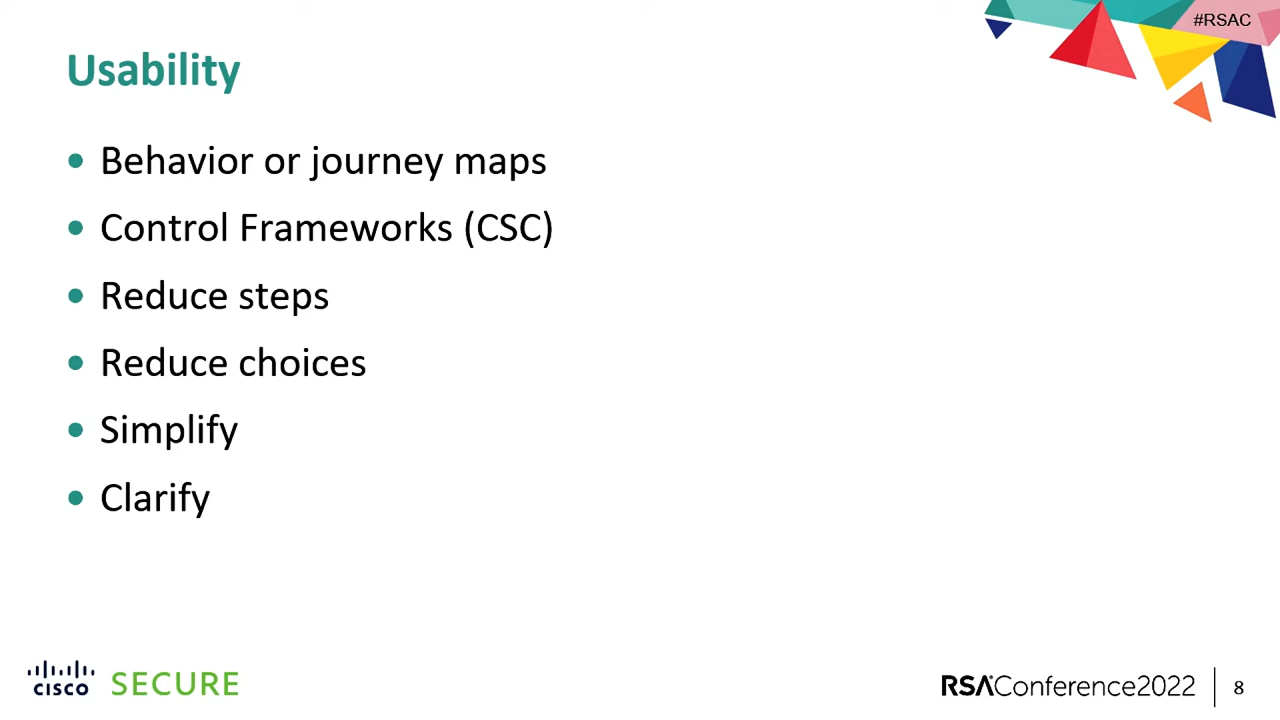 #RSAC
Usability
• Behavior or journey maps
• Control Frameworks (CSC)
• Reduce steps
• Reduce choices
• Simplify
• Clarify
CISCO SECURE
RSAConference2022 8